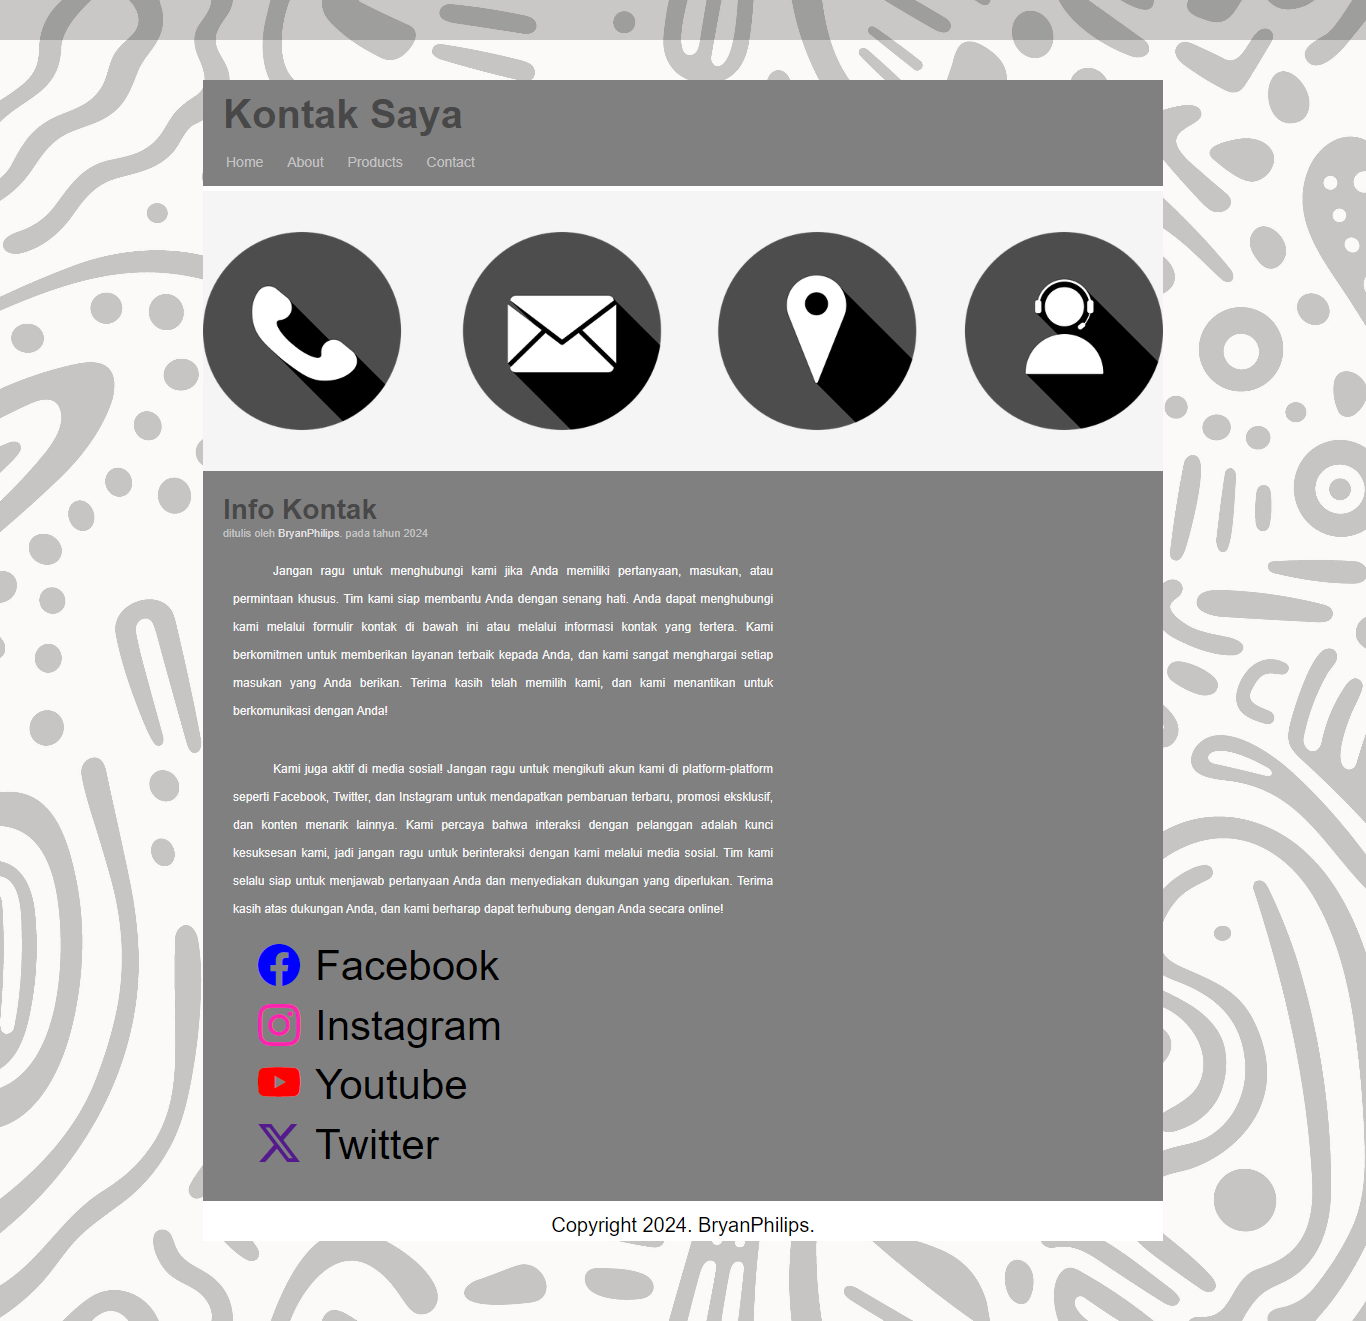 Kontak Saya
Home About Products Contact
Info Kontak
ditulis oleh BryanPhilips. pada tahun 2024
Jangan ragu untuk menghubungi kami jika Anda memiliki pertanyaan, masukan, atau
permintaan khusus. Tim kami siap membantu Anda dengan senang hati. Anda dapat menghubungi
kami melalui formulir kontak di bawah ini atau melalui informasi kontak yang tertera. Kami
berkomitmen untuk memberikan layanan terbaik kepada Anda, dan kami sangat menghargai setiap
masukan yang Anda berikan. Terima kasih telah memilih kami, dan kami menantikan untuk
berkomunikasi dengan Anda!
Kami juga aktif di media sosial! Jangan ragu untuk mengikuti akun kami di platform-platform
seperti Facebook, Twitter, dan Instagram untuk mendapatkan pembaruan terbaru, promosi eksklusif,
dan konten menarik lainnya. Kami percaya bahwa interaksi dengan pelanggan adalah kunci
kesuksesan kami, jadi jangan ragu untuk berinteraksi dengan kami melalui media sosial. Tim kami
selalu siap untuk menjawab pertanyaan Anda dan menyediakan dukungan yang diperlukan. Terima
kasih atas dukungan Anda, dan kami berharap dapat terhubung dengan Anda secara online!
Facebook
Instagram
Youtube
Twitter
Copyright 2024. BryanPhilips.